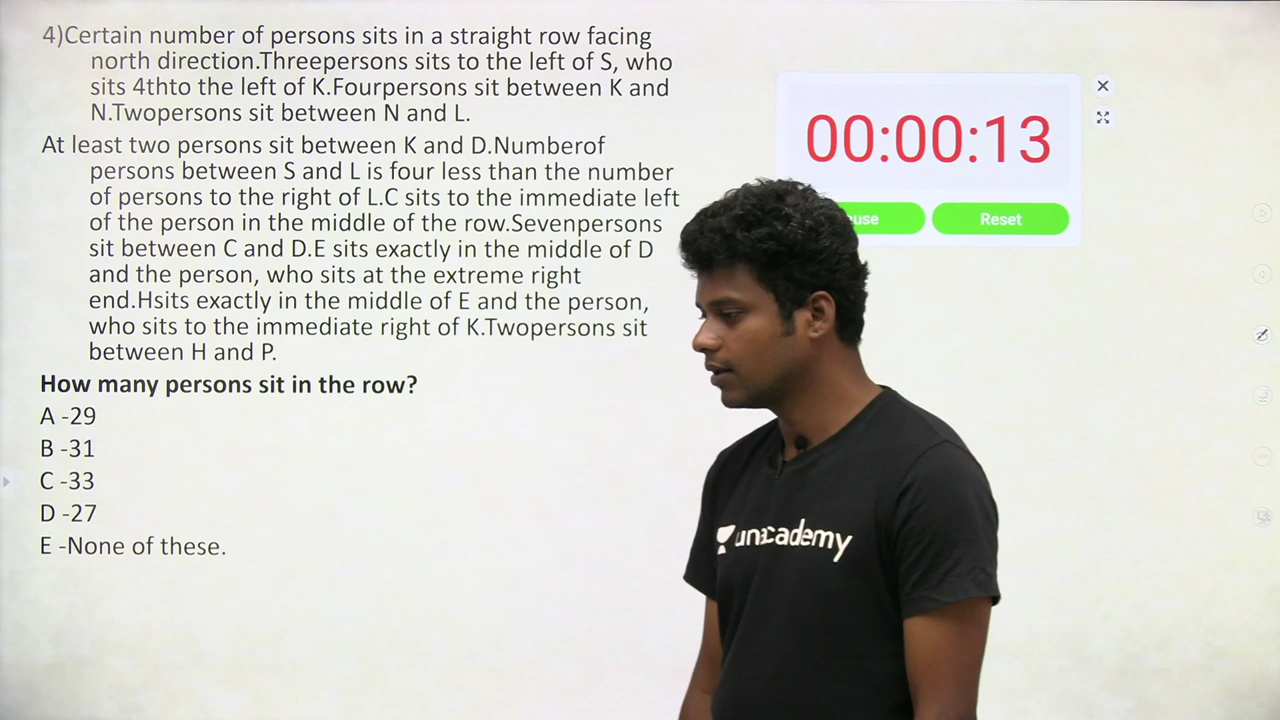 4)Certain number of persons sits in a straight row facing
north direction.Threepersons sits to the left of S, who
sits 4thto the left of K.Fourpersons sit between K and
N.Twopersons sit between N and L.
At least two persons sit between K and D.Numberof
persons between S and L is four less than the number
of persons to the right of L.C sits to the immediate left
of the person in the middle of the row.Sevenpersons
sit between C and D.E sits exactly in the middle of D
and the person, who sits at the extreme right
end.Hsits exactly in the middle of E and the person,
who sits to the immediate right of K.Twopersons sit
between H and P.
How many persons sit in the row?
A -29
B -31
C -33
D -27
E -None of these.
00:00:13
Reset
unacademy